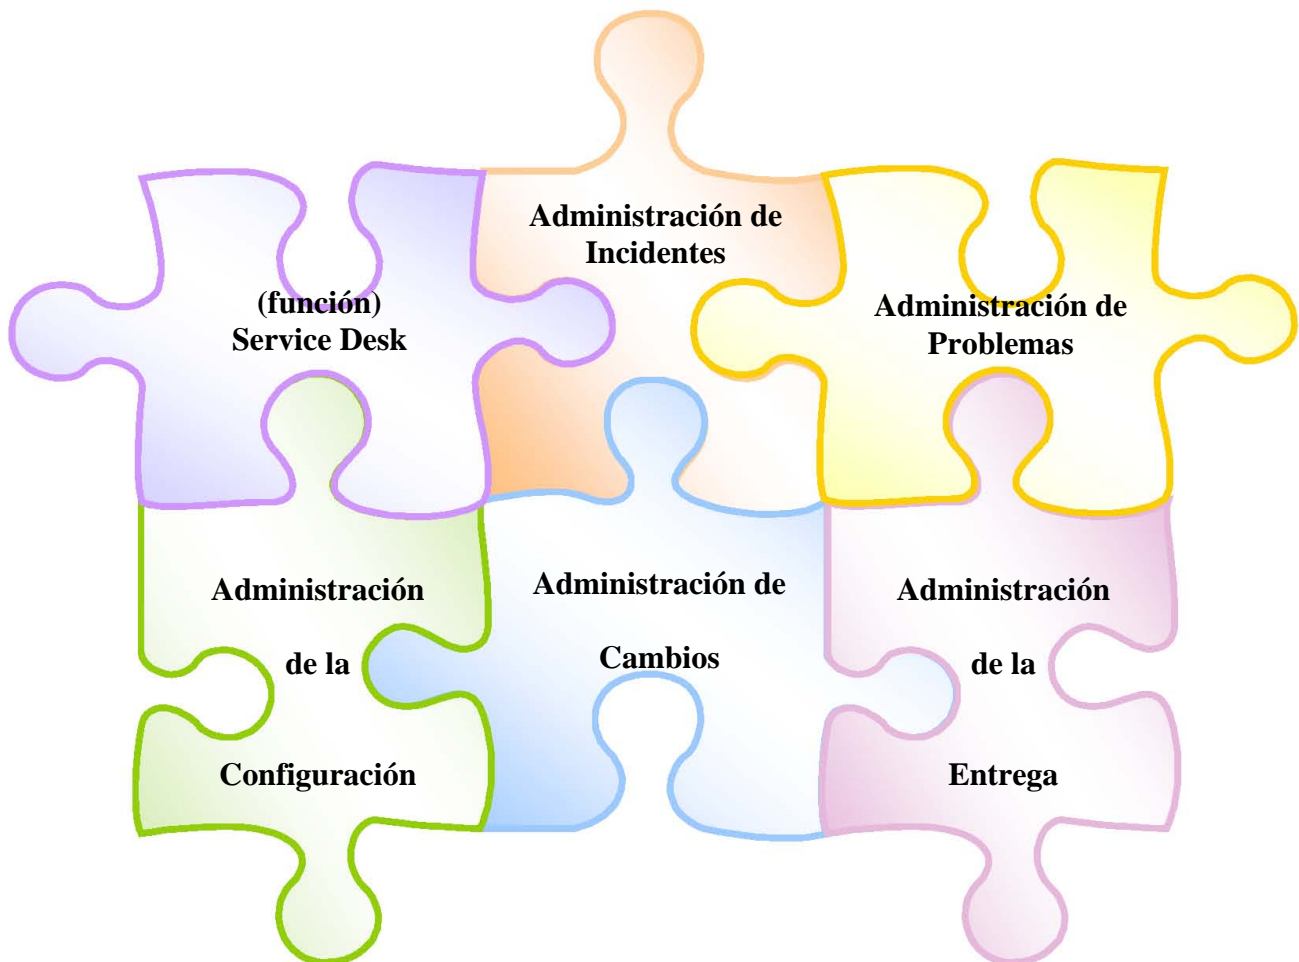 Administración de
Incidentes
(función)
Service Desk
Administración de
Problemas
Administración
de la
Configuración
Administración de
Cambios
Administración
de la
Entrega